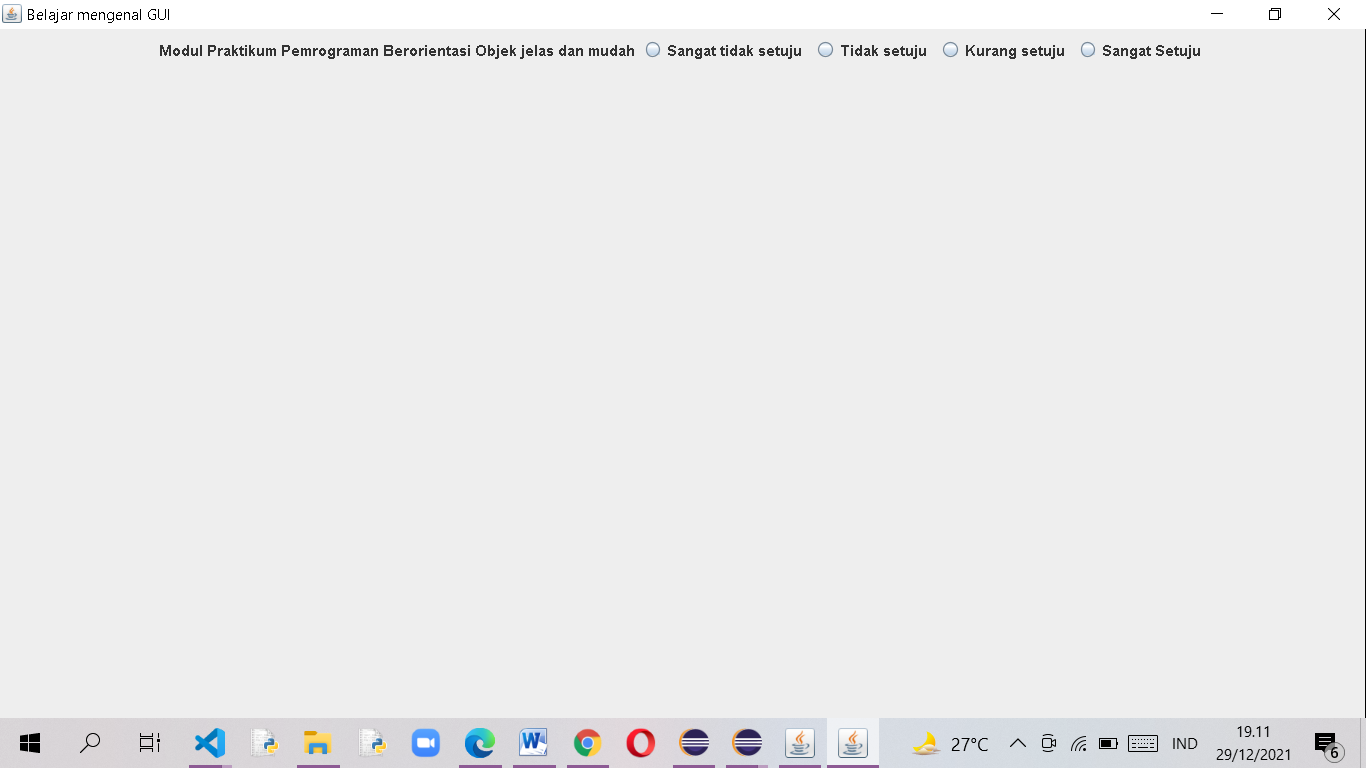 Belajar mengenal GUI
Modul Praktikum Pemrograman Berorientasi Objek jelas dan mudah Sangat tidak setuju Tidak setuju Kurang setuju Sangat Setuju
27°C IND 19.11
29/12/2021 6